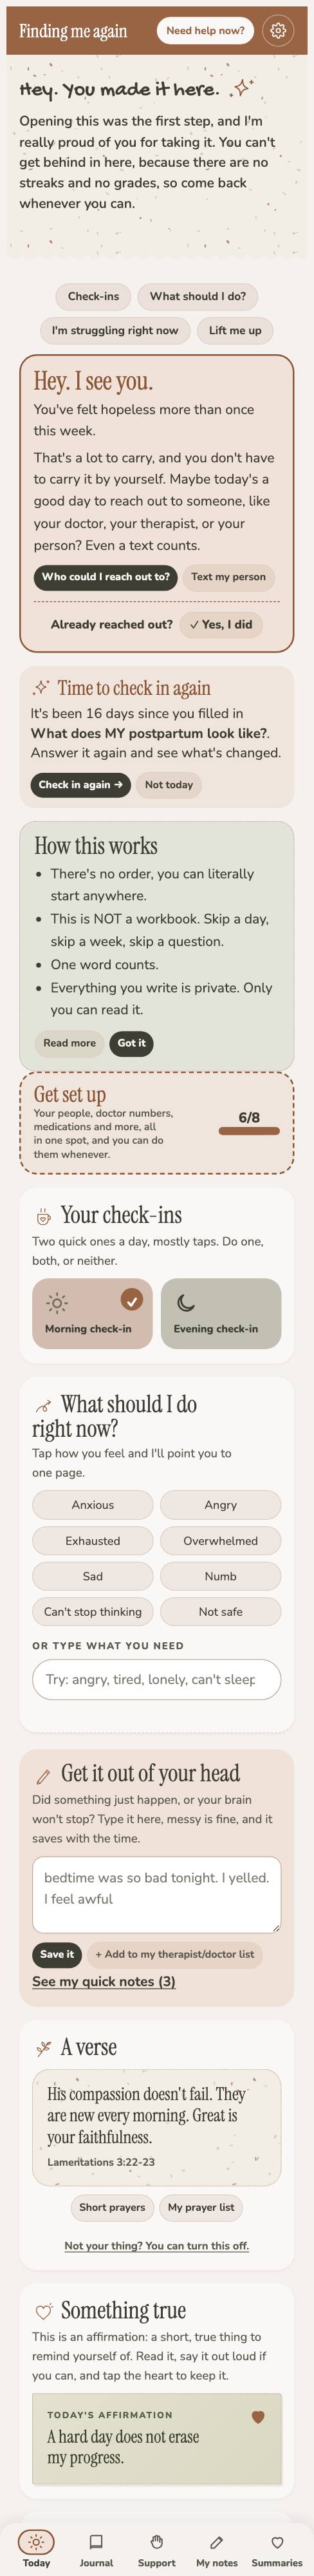 Finding me again
Need help now?
Hey. You made it here.
Opening this was the first step, and I'm
really proud of you for taking it. You can't
get behind in here, because there are no
streaks and no grades, so come back
whenever you can.
Check-ins
What should I do?
I'm struggling right now
Lift me up
Hey. I see you.
You've felt hopeless more than once
this week.
That's a lot to carry, and you don't have
to carry it by yourself. Maybe today's a
good day to reach out to someone, like
your doctor, your therapist, or your
person? Even a text counts.
Who could I reach out to?
Text my person
Already reached out?
✓ Yes, I did
Time to check in again
It's been 16 days since you filled in
What does MY postpartum look like?.
Answer it again and see what's changed.
Check in again →
Not today
How this works
• There's no order, you can literally
start anywhere.
• This is NOT a workbook. Skip a day,
skip a week, skip a question.
• One word counts.
• Everything you write is private. Only
you can read it.
Read more
Got it
Get set up
Your people, doctor numbers,
medications and more, all
in one spot, and you can do
them whenever.
6/8
Your check-ins
Two quick ones a day, mostly taps. Do one,
both, or neither.
Morning check-in
Evening check-in
What should I do
right now?
Tap how you feel and I'll point you to
one page.
Anxious
Angry
Exhausted
Overwhelmed
Sad
Numb
Can't stop thinking
Not safe
OR TYPE WHAT YOU NEED
Try: angry, tired, lonely, can't sleep
Get it out of your head
Did something just happen, or your brain
won't stop? Type it here, messy is fine, and it
saves with the time.
bedtime was so bad tonight. I yelled.
I feel awful
Save it
+ Add to my therapist/doctor list
See my quick notes (3)
A verse
His compassion doesn't fail. They
are new every morning. Great is
your faithfulness.
Lamentations 3:22-23
Short prayers
My prayer list
Not your thing? You can turn this off.
Something true
This is an affirmation: a short, true thing to
remind yourself of. Read it, say it out loud if
you can, and tap the heart to keep it.
TODAY'S AFFIRMATION
A hard day does not erase
my progress.
Today
Journal
Support
My notes
Summaries